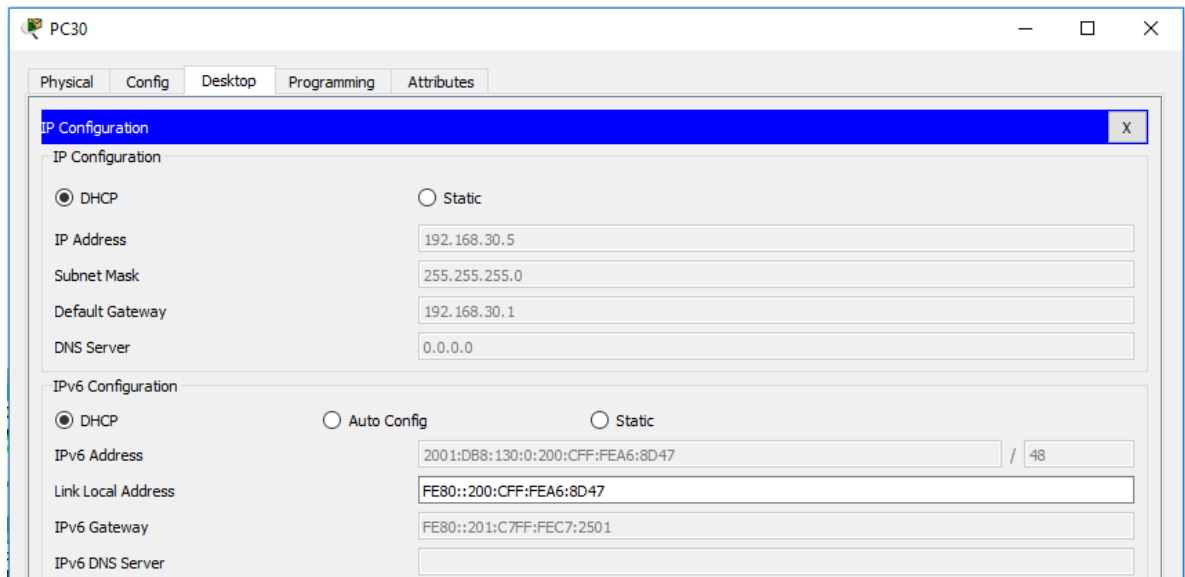 PC30
Physical Config Desktop Programming Attributes
IP Configuration X
IP Configuration
DHCP Static
IP Address 192.168.30.5
Subnet Mask 255.255.255.0
Default Gateway 192.168.30.1
DNS Server 0.0.0.0
IPv6 Configuration
DHCP Auto Config Static
IPv6 Address 2001:DB8:130:0:200:CFF:FEA6:8D47 / 48
Link Local Address FE80::200:CFF:FEA6:8D47
IPv6 Gateway FE80::201:C7FF:FEC7:2501
IPv6 DNS Server